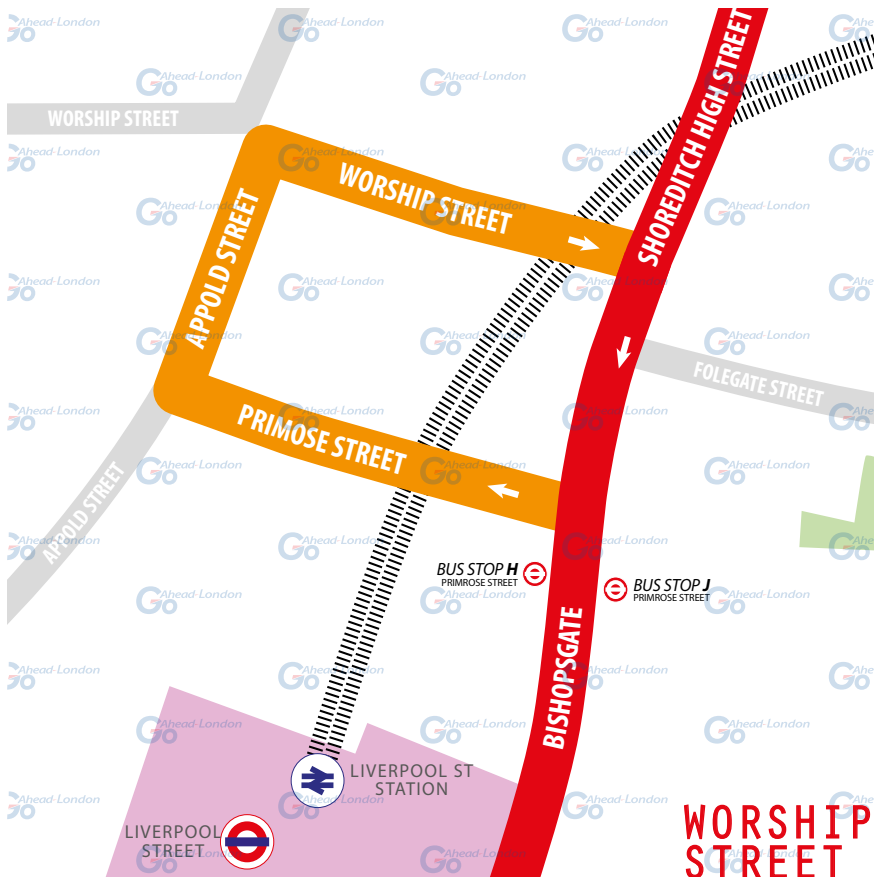 SHOREDITCH HIGH STREET
WORSHIP STREET
WORSHIP STREET
APPOLD STREET
FOLEGATE STREET
PRIMOSE STREET
APPOLD STREET
BUS STOP H
PRIMROSE STREET
BUS STOP J
PRIMROSE STREET
BISHOPSGATE
LIVERPOOL ST
STATION
LIVERPOOL
STREET
WORSHIP
STREET
Go Ahead-London